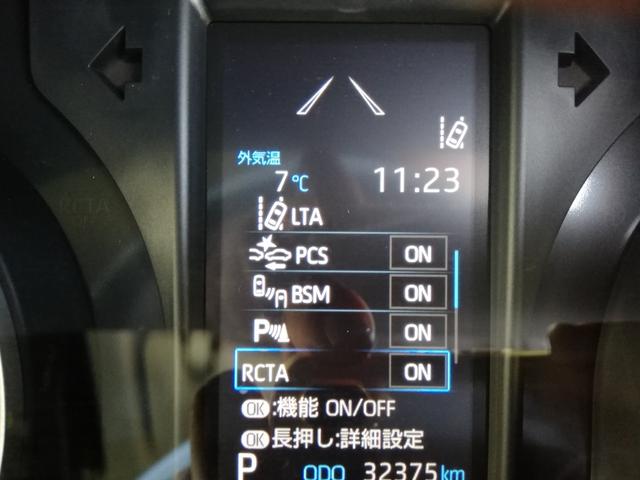 外気温
7℃ 11:23
LTA
PCS ON
BSM ON
P ON
RCTA ON
OK:機能 ON/OFF
OK長押し:詳細設定
P ODO 32375km
RCTA